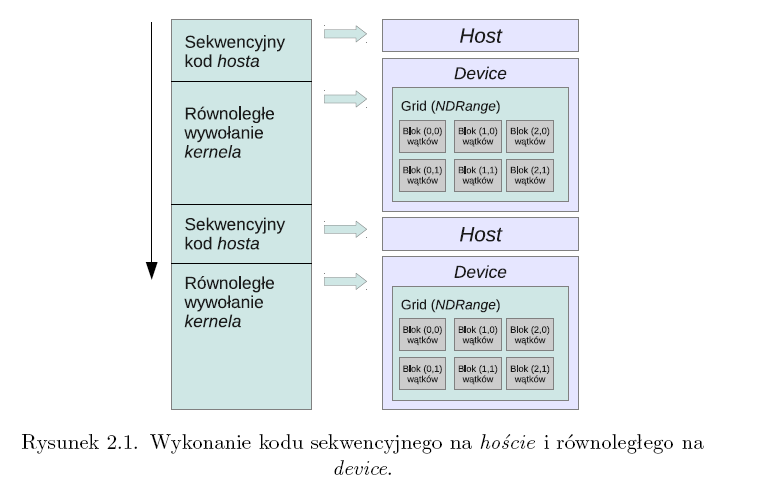 Sekwencyjny
kod hosta
Host
Równoległe
wywołanie
kernela
Device
Grid (NDRange)
Blok (0,0)
wątków
Blok (1,0)
wątków
Blok (2,0)
wątków
Blok (0,1)
wątków
Blok (1,1)
wątków
Blok (2,1)
wątków
Sekwencyjny
kod hosta
Host
Równoległe
wywołanie
kernela
Device
Grid (NDRange)
Blok (0,0)
wątków
Blok (1,0)
wątków
Blok (2,0)
wątków
Blok (0,1)
wątków
Blok (1,1)
wątków
Blok (2,1)
wątków
Rysunek 2.1. Wykonanie kodu sekwencyjnego na hoście i równoległego na
device.